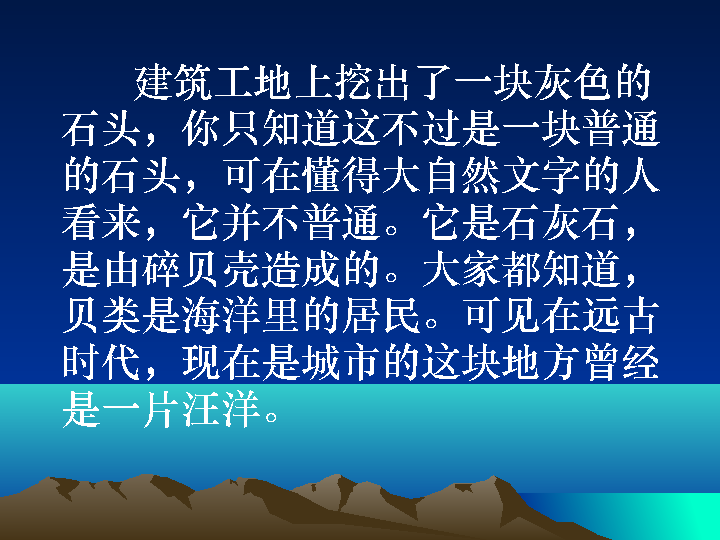 建筑工地上挖出了一块灰色的
石头，你只知道这不过是一块普通
的石头，可在懂得大自然文字的人
看来，它并不普通。它是石灰石，
是由碎贝壳造成的。大家都知道，
贝类是海洋里的居民。可见在远古
时代，现在是城市的这块地方曾经
是一片汪洋。